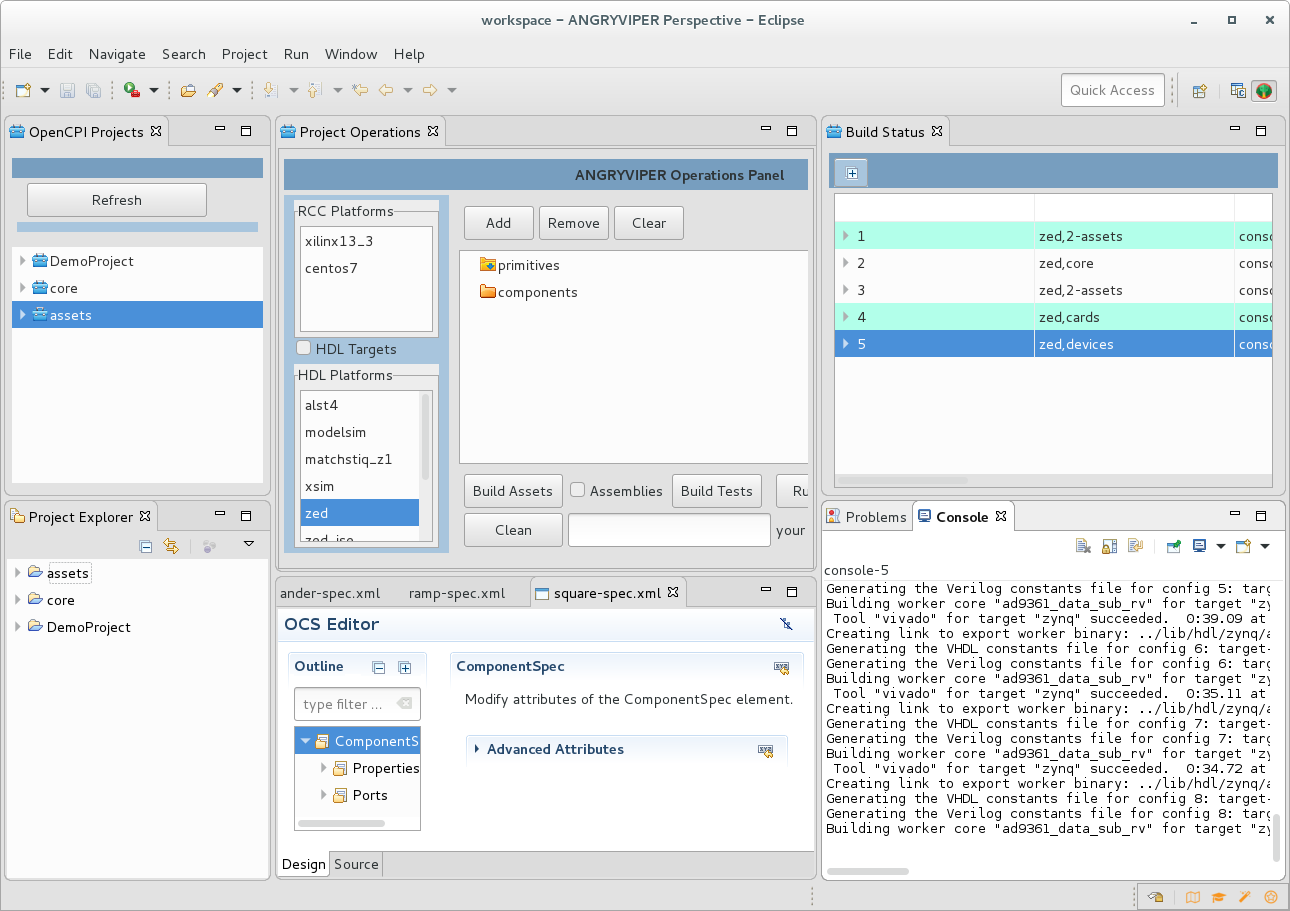 workspace – ANGRYVIPER Perspective – Eclipse
File Edit Navigate Search Project Run Window Help
Quick Access
OpenCPI Projects
Refresh
DemoProject
core
assets
Project Operations
ANGRYVIPER Operations Panel
RCC Platforms
xilinx13_3
centos7
HDL Targets
HDL Platforms
alst4
modelsim
matchstiq_z1
xsim
zed
zed_ise
Add Remove Clear
primitives
components
Build Assets Assemblies Build Tests Ru
Clean your
Build Status
1 zed,2-assets conso
2 zed,core conso
3 zed,2-assets conso
4 zed,cards conso
5 zed,devices conso
Project Explorer
assets
core
DemoProject
ander-spec.xml ramp-spec.xml square-spec.xml
OCS Editor
Outline
type filter ...
ComponentS
Properties
Ports
ComponentSpec
Modify attributes of the ComponentSpec element.
Advanced Attributes
Design Source
Problems Console
console-5
Generating the Verilog constants file for config 5: targ
Building worker core "ad9361_data_sub_rv" for target "zy
Tool "vivado" for target "zynq" succeeded. 0:39.09 at
Creating link to export worker binary: ../lib/hdl/zynq/a
Generating the VHDL constants file for config 6: target-
Generating the Verilog constants file for config 6: targ
Building worker core "ad9361_data_sub_rv" for target "zy
Tool "vivado" for target "zynq" succeeded. 0:35.11 at
Creating link to export worker binary: ../lib/hdl/zynq/a
Generating the VHDL constants file for config 7: target-
Generating the Verilog constants file for config 7: targ
Building worker core "ad9361_data_sub_rv" for target "zy
Tool "vivado" for target "zynq" succeeded. 0:34.72 at
Creating link to export worker binary: ../lib/hdl/zynq/a
Generating the VHDL constants file for config 8: target-
Generating the Verilog constants file for config 8: targ
Building worker core "ad9361_data_sub_rv" for target "zy